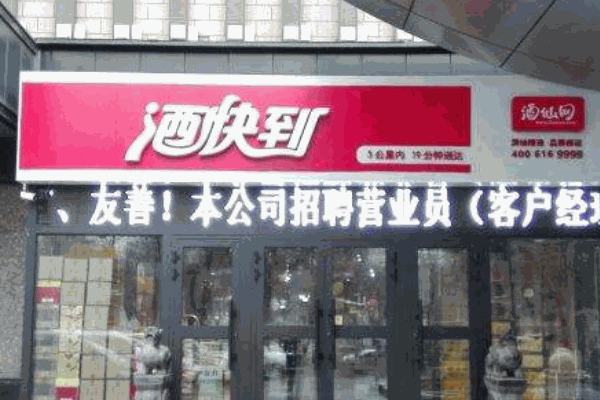 酒快到
3公里内 19分钟送达
酒仙网
400 616 9999
、友善！本公司招聘营业员（客户经理